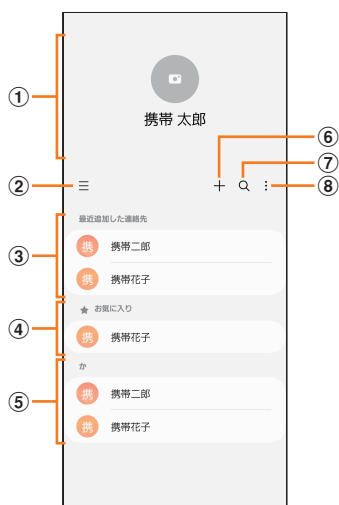 携帯 太郎
① ⑥
② ⑦
⑧
最近追加した連絡先
③ 携 携帯二郎
携 携帯花子
④ ★ お気に入り
携 携帯花子
か
⑤ 携 携帯二郎
携 携帯花子